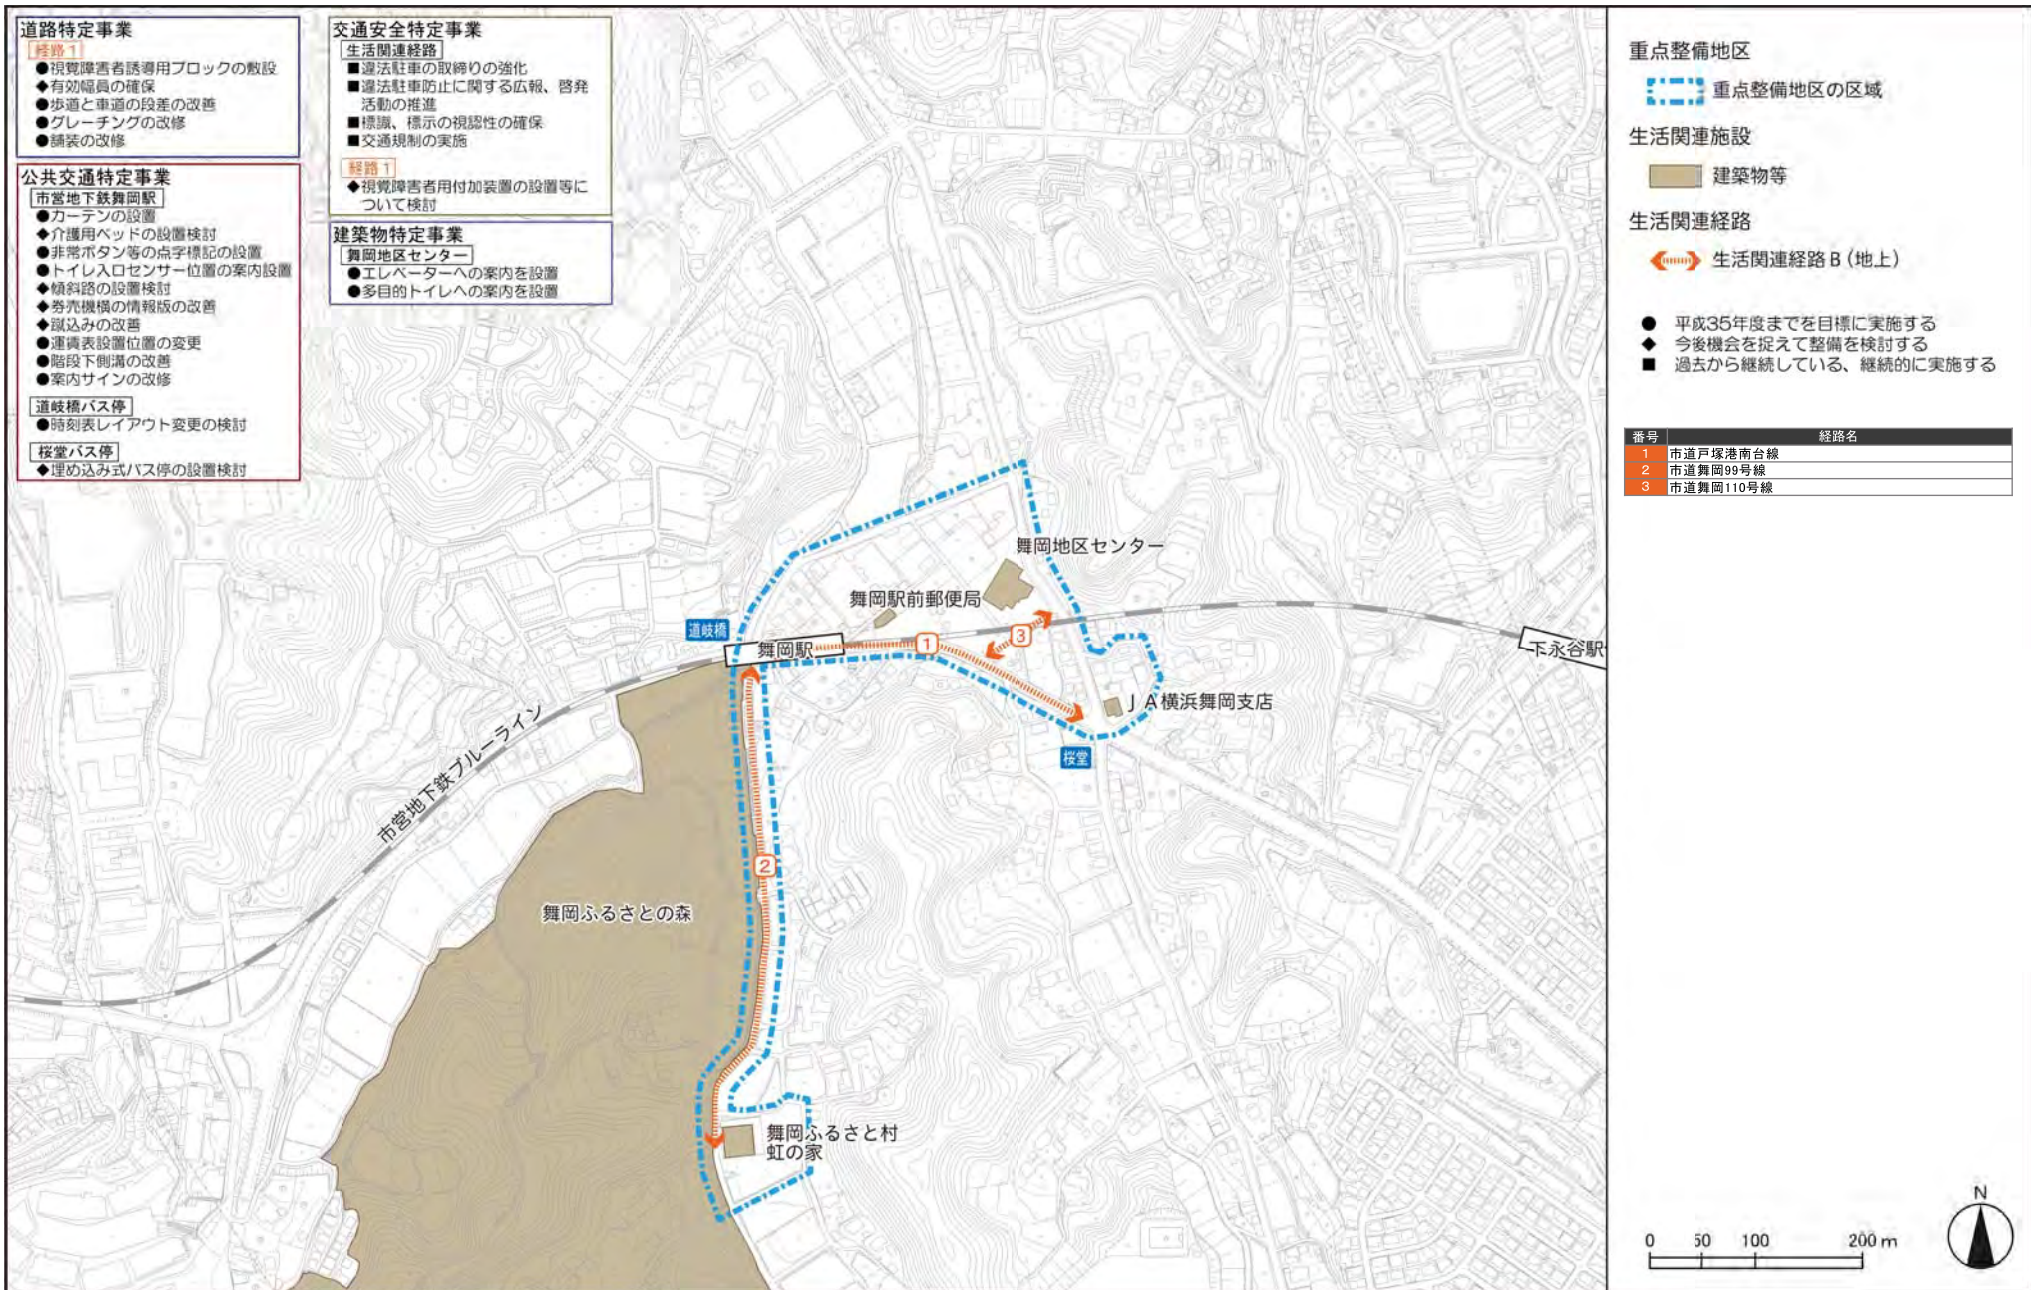 道路特定事業
経路1
●視覚障害者誘導用ブロックの敷設
◆有効幅員の確保
●歩道と車道の段差の改善
●グレーチングの改修
●舗装の改修
公共交通特定事業
市営地下鉄舞岡駅
●カーテンの設置
◆介護用ベッドの設置検討
●非常ボタン等の点字標記の設置
●トイレ入口センサー位置の案内設置
◆傾斜路の設置検討
◆券売機横の情報版の改善
◆蹴込みの改善
●運賃表設置位置の変更
●階段下側溝の改善
●案内サインの改修
道岐橋バス停
●時刻表レイアウト変更の検討
桜堂バス停
◆埋め込み式バス停の設置検討
交通安全特定事業
生活関連経路
■違法駐車の取締りの強化
■違法駐車防止に関する広報、啓発
活動の推進
■標識、標示の視認性の確保
■交通規制の実施
経路1
◆視覚障害者用付加装置の設置等に
ついて検討
建築物特定事業
舞岡地区センター
●エレベーターへの案内を設置
●多目的トイレへの案内を設置
舞岡地区センター
舞岡駅前郵便局
道岐橋
舞岡駅
1
3
下永谷駅
JA横浜舞岡支店
桜堂
市営地下鉄ブルーライン
2
舞岡ふるさとの森
舞岡ふるさと村
虹の家
重点整備地区
重点整備地区の区域
生活関連施設
建築物等
生活関連経路
生活関連経路B(地上)
● 平成35年度までを目標に実施する
◆ 今後機会を捉えて整備を検討する
■ 過去から継続している、継続的に実施する
番号 経路名
1 市道戸塚港南台線
2 市道舞岡99号線
3 市道舞岡110号線
N
0 50 100 200 m